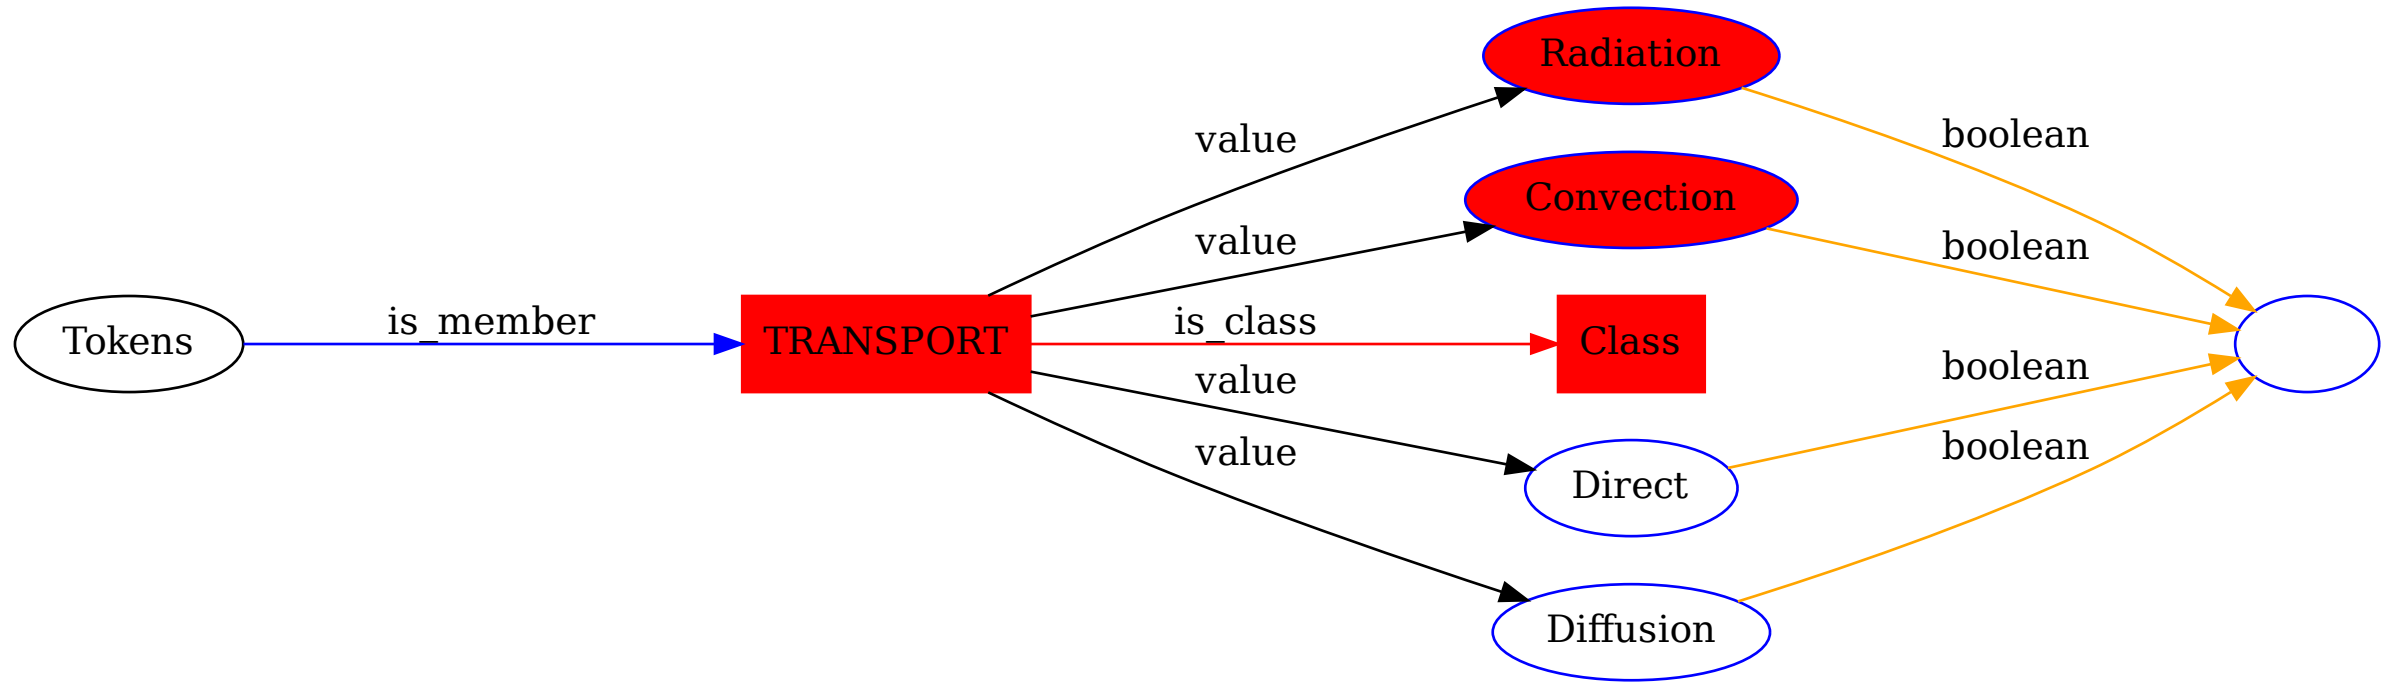 Radiation
value
boolean
Convection
value
boolean
Tokens
is_member
TRANSPORT
is_class
Class
value
boolean
Direct
value
boolean
Diffusion